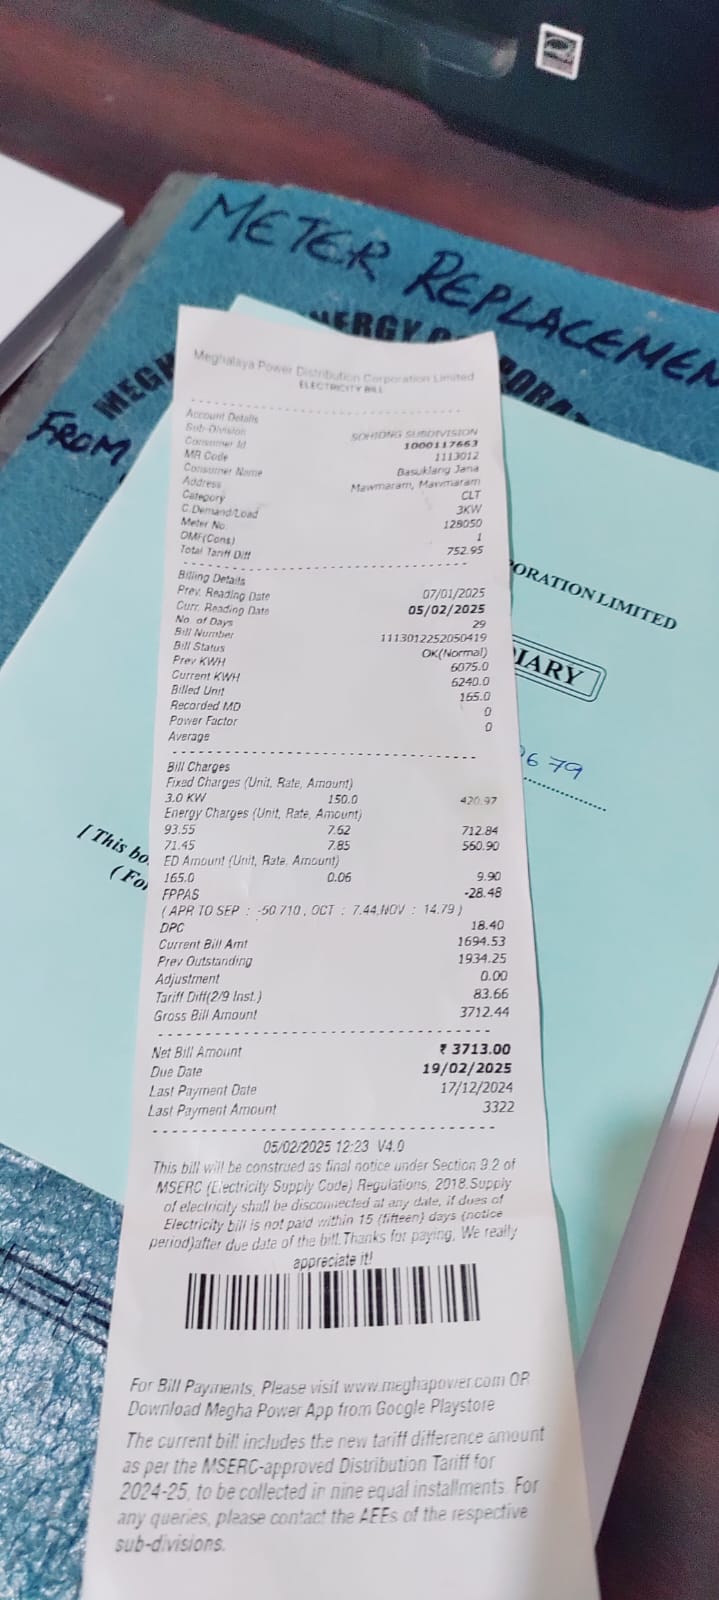 METER REPLACEMEN
MEGH
ENERGY C
PORAT
FROM
Meghalaya Power Distribution Corporation Limited
ELECTRICITY BILL
Account Details
Sub-Division SOHIONG SUBDIVISION
Consumer Id 1000117663
MR Code 1113012
Consumer Name Basuklang Jana
Address Mawmaram, Mawmaram
Category CLT
C.Demand/Load 3KW
Meter No. 128050
OMF(Cons) 1
Total Tariff Diff 752.95
Billing Details
Prev. Reading Date 07/01/2025
Curr. Reading Date 05/02/2025
No. of Days 29
Bill Number 1113012252050419
Bill Status OK(Normal)
Prev KWH 6075.0
Current KWH 6240.0
Billed Unit 165.0
Recorded MD 0
Power Factor 0
Average
Bill Charges
Fixed Charges (Unit, Rate, Amount)
3.0 KW 150.0 420.97
Energy Charges (Unit, Rate, Amount)
93.55 7.62 712.84
71.45 7.85 560.90
ED Amount (Unit, Rate, Amount)
165.0 0.06 9.90
FPPAS -28.48
( APR TO SEP : -50.710 , OCT : 7.44,NOV : 14.79 )
DPC 18.40
Current Bill Amt 1694.53
Prev Outstanding 1934.25
Adjustment 0.00
Tariff Diff(2/9 Inst.) 83.66
Gross Bill Amount 3712.44
Net Bill Amount ₹ 3713.00
Due Date 19/02/2025
Last Payment Date 17/12/2024
Last Payment Amount 3322
05/02/2025 12:23 V4.0
This bill will be construed as final notice under Section 9.2 of
MSERC (Electricity Supply Code) Regulations, 2018.Supply
of electricity shall be disconnected at any date, if dues of
Electricity bill is not paid within 15 (fifteen) days (notice
period)after due date of the bill.Thanks for paying. We really
appreciate it!
For Bill Payments, Please visit www.meghapower.com OR
Download Megha Power App from Google Playstore
The current bill includes the new tariff difference amount
as per the MSERC-approved Distribution Tariff for
2024-25, to be collected in nine equal installments. For
any queries, please contact the AEEs of the respective
sub-divisions.
PORATION LIMITED
IARY
679
[ This bo
( Fo